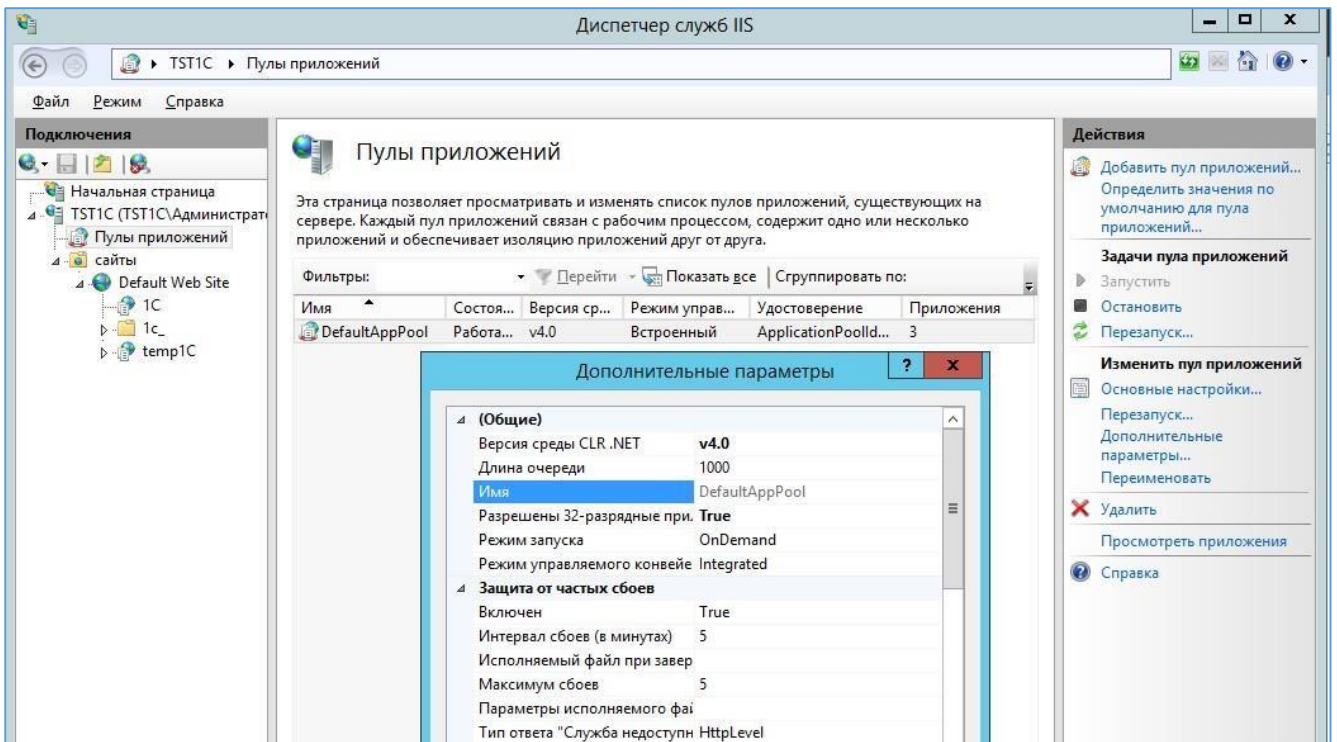 Диспетчер служб IIS
TST1C
Пулы приложений
Файл Режим Справка
Подключения
Начальная страница
TST1C (TST1C\Администрат
Пулы приложений
сайты
Default Web Site
1C
1c_
temp1C
Пулы приложений
Эта страница позволяет просматривать и изменять список пулов приложений, существующих на
сервере. Каждый пул приложений связан с рабочим процессом, содержит одно или несколько
приложений и обеспечивает изоляцию приложений друг от друга.
Фильтры: Перейти Показать все Сгруппировать по:
Имя Состоя... Версия ср... Режим управ... Удостоверение Приложения
DefaultAppPool Работа... v4.0 Встроенный ApplicationPoolId... 3
Дополнительные параметры
(Общие)
Версия среды CLR .NET v4.0
Длина очереди 1000
Имя DefaultAppPool
Разрешены 32-разрядные при. True
Режим запуска OnDemand
Режим управляемого конвейе Integrated
Защита от частых сбоев
Включен True
Интервал сбоев (в минутах) 5
Исполняемый файл при завер
Максимум сбоев 5
Параметры исполняемого фай
Тип ответа "Служба недоступн HttpLevel
Действия
Добавить пул приложений...
Определить значения по
умолчанию для пула
приложений...
Задачи пула приложений
Запустить
Остановить
Перезапуск...
Изменить пул приложений
Основные настройки...
Перезапуск...
Дополнительные
параметры...
Переименовать
Удалить
Просмотреть приложения
Справка